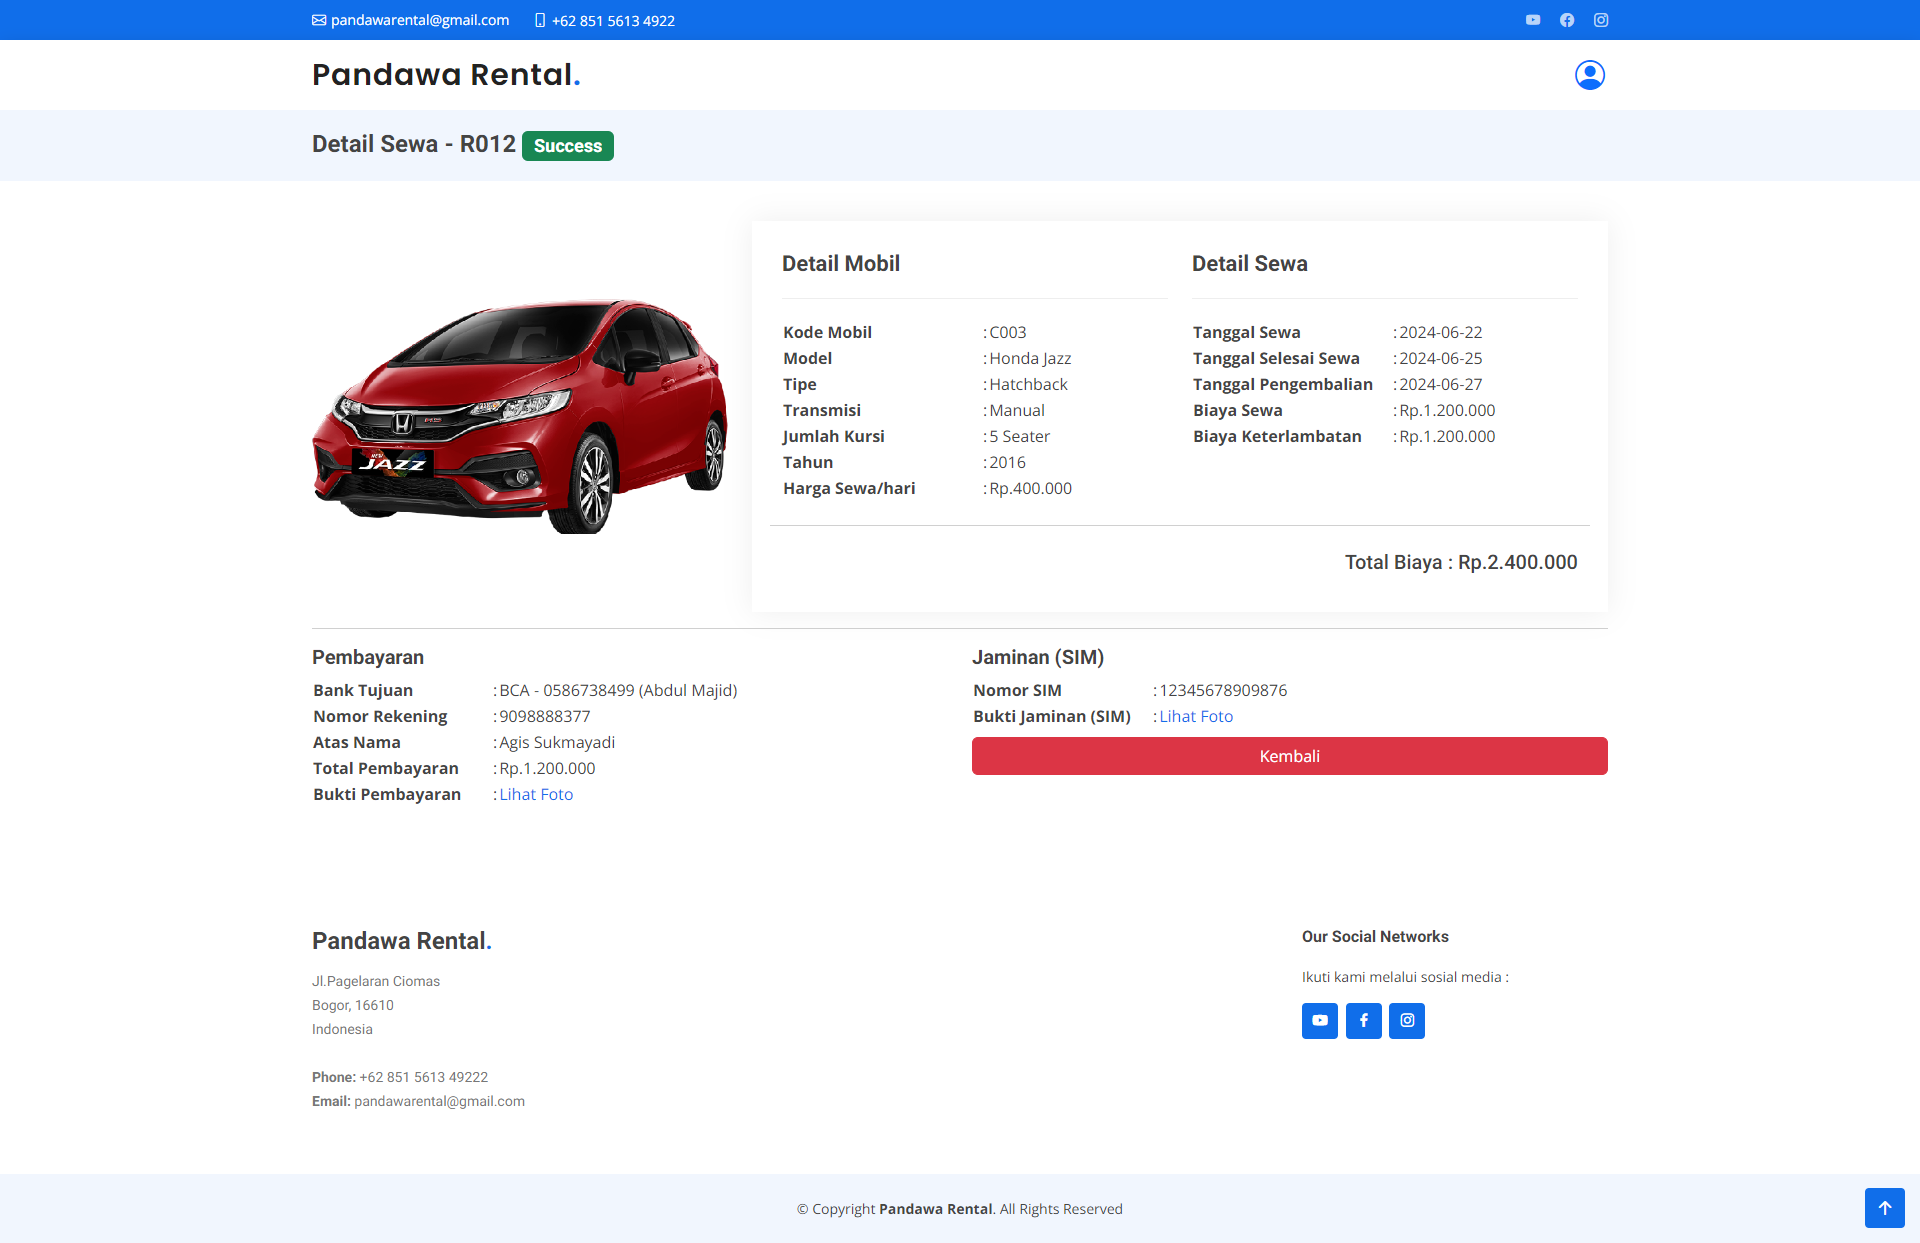 pandawarental@gmail.com +62 851 5613 4922
Pandawa Rental.
Detail Sewa - R012 Success
Detail Mobil
Kode Mobil : C003
Model : Honda Jazz
Tipe : Hatchback
Transmisi : Manual
Jumlah Kursi : 5 Seater
Tahun : 2016
Harga Sewa/hari : Rp.400.000
Detail Sewa
Tanggal Sewa : 2024-06-22
Tanggal Selesai Sewa : 2024-06-25
Tanggal Pengembalian : 2024-06-27
Biaya Sewa : Rp.1.200.000
Biaya Keterlambatan : Rp.1.200.000
Total Biaya : Rp.2.400.000
NEW
JAZZ
RS
Pembayaran
Bank Tujuan : BCA - 0586738499 (Abdul Majid)
Nomor Rekening : 9098888377
Atas Nama : Agis Sukmayadi
Total Pembayaran : Rp.1.200.000
Bukti Pembayaran : Lihat Foto
Jaminan (SIM)
Nomor SIM : 12345678909876
Bukti Jaminan (SIM) : Lihat Foto
Kembali
Pandawa Rental.
Jl.Pagelaran Ciomas
Bogor, 16610
Indonesia
Phone: +62 851 5613 49222
Email: pandawarental@gmail.com
Our Social Networks
Ikuti kami melalui sosial media :
© Copyright Pandawa Rental. All Rights Reserved